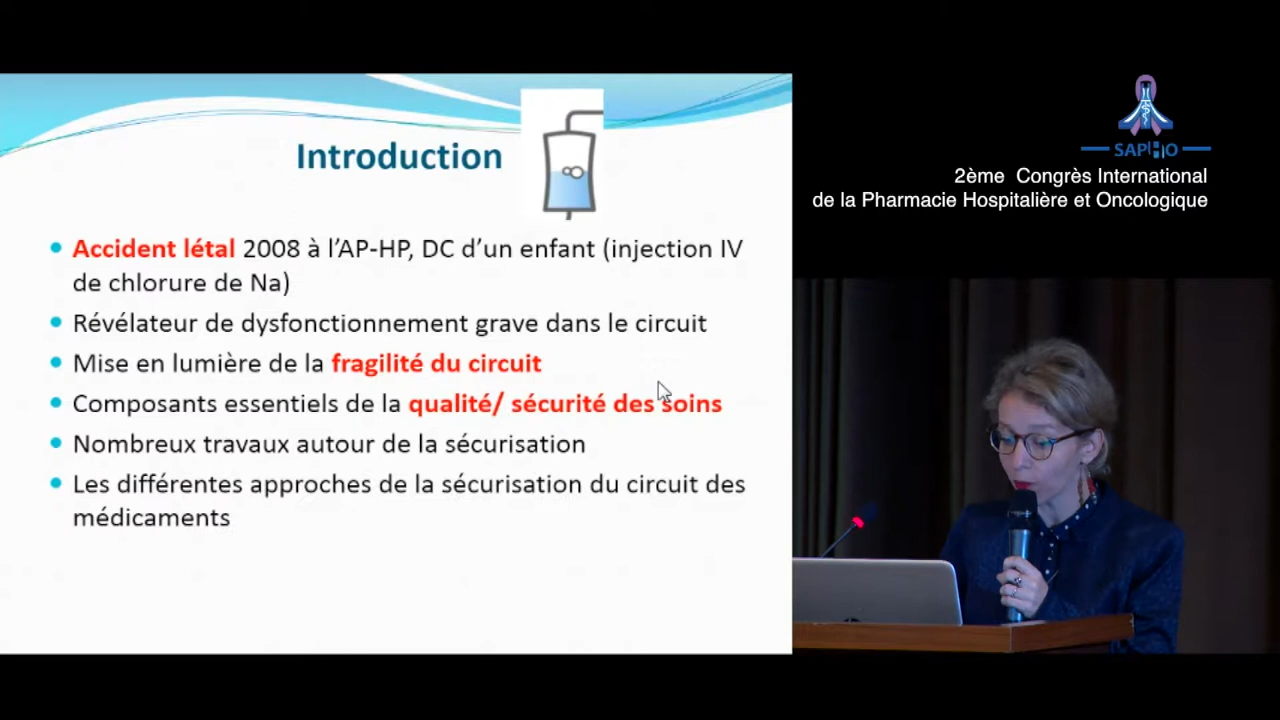 Introduction
Accident létal 2008 à l'AP-HP, DC d'un enfant (injection IV
de chlorure de Na)
Révélateur de dysfonctionnement grave dans le circuit
Mise en lumière de la fragilité du circuit
Composants essentiels de la qualité/ sécurité des soins
Nombreux travaux autour de la sécurisation
Les différentes approches de la sécurisation du circuit des
médicaments
SAPHO
2ème Congrès International
de la Pharmacie Hospitalière et Oncologique